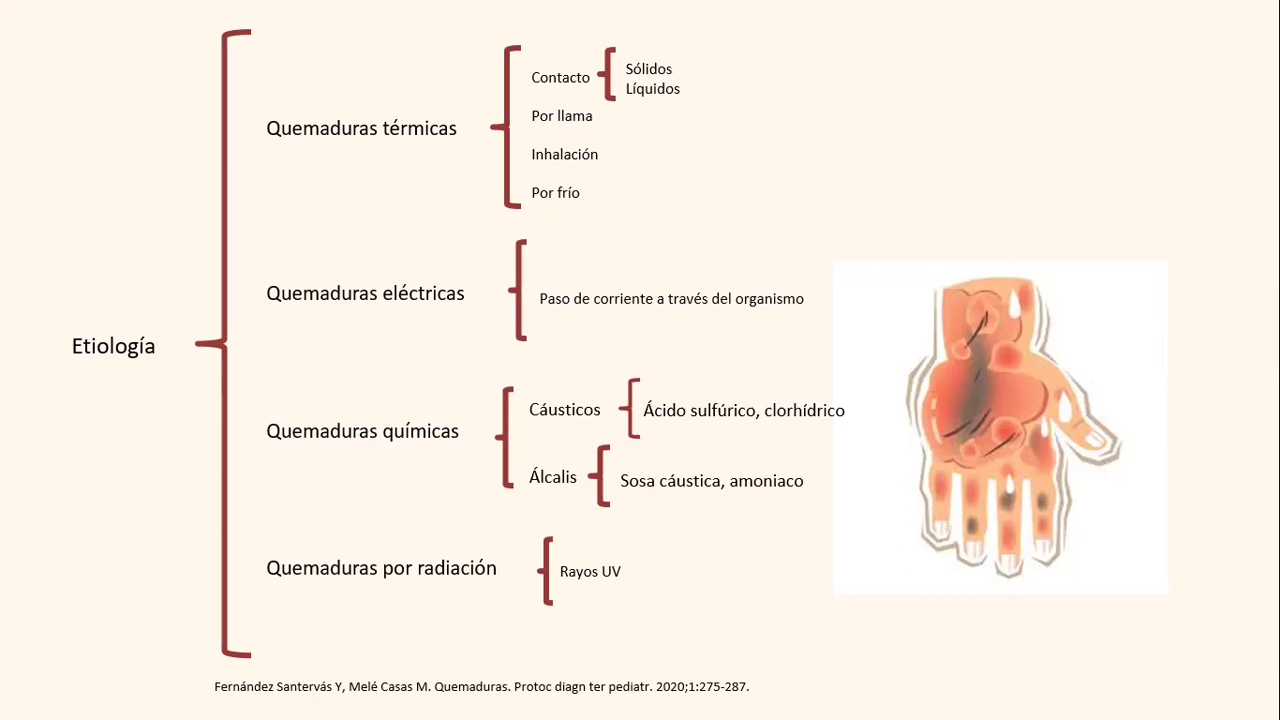 Etiología
Quemaduras térmicas
Contacto
Sólidos
Líquidos
Por llama
Inhalación
Por frío
Quemaduras eléctricas
Paso de corriente a través del organismo
Quemaduras químicas
Cáusticos
Ácido sulfúrico, clorhídrico
Álcalis
Sosa cáustica, amoniaco
Quemaduras por radiación
Rayos UV
Fernández Santervás Y, Melé Casas M. Quemaduras. Protoc diagn ter pediatr. 2020;1:275-287.